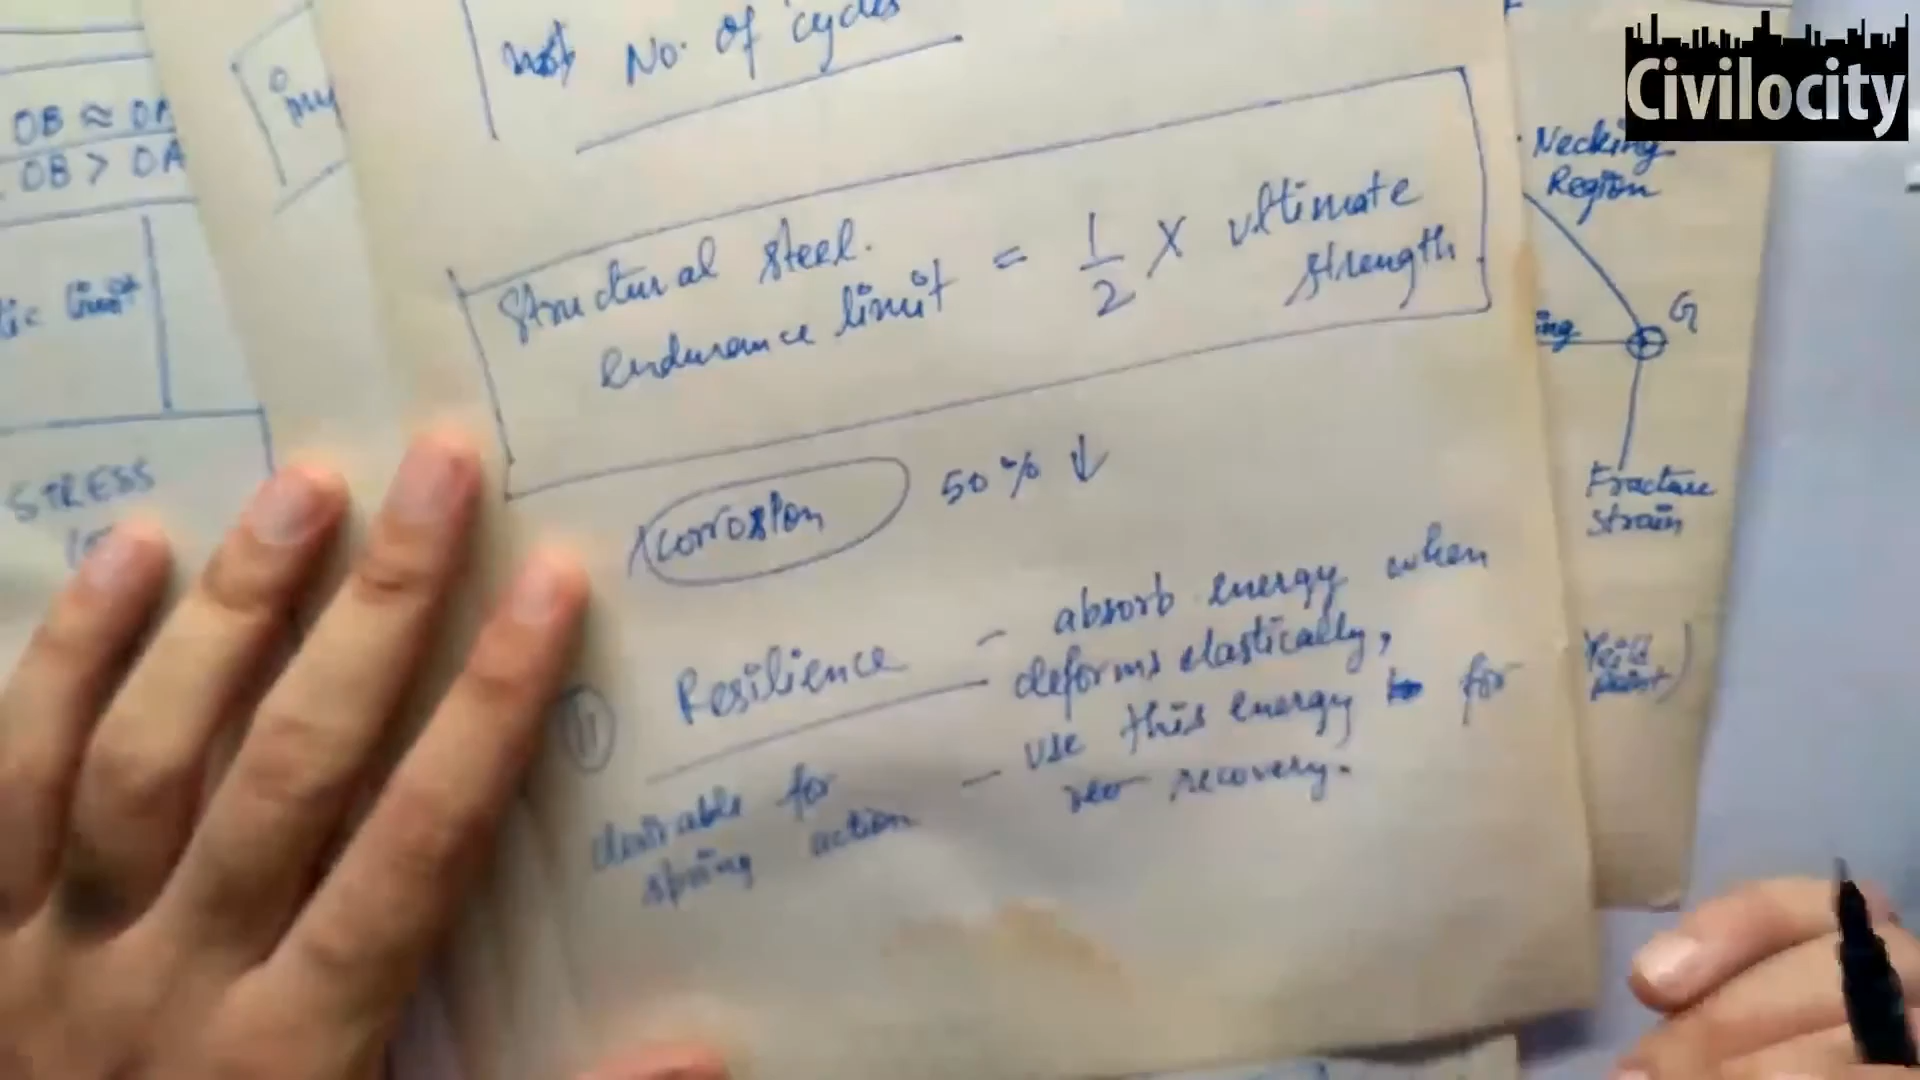 No. of cycles
Structural steel.
endurance limit = 1/2 X ultimate strength
corrosion 50% ↓
11 Resilience - absorb energy when
deforms elastically,
- use this energy for
recovery.
desirable for
spring action
OB ≈ OA
OB > OA
limit
STRESS
Civilocity
Necking
Region
G
Fracture
Strain